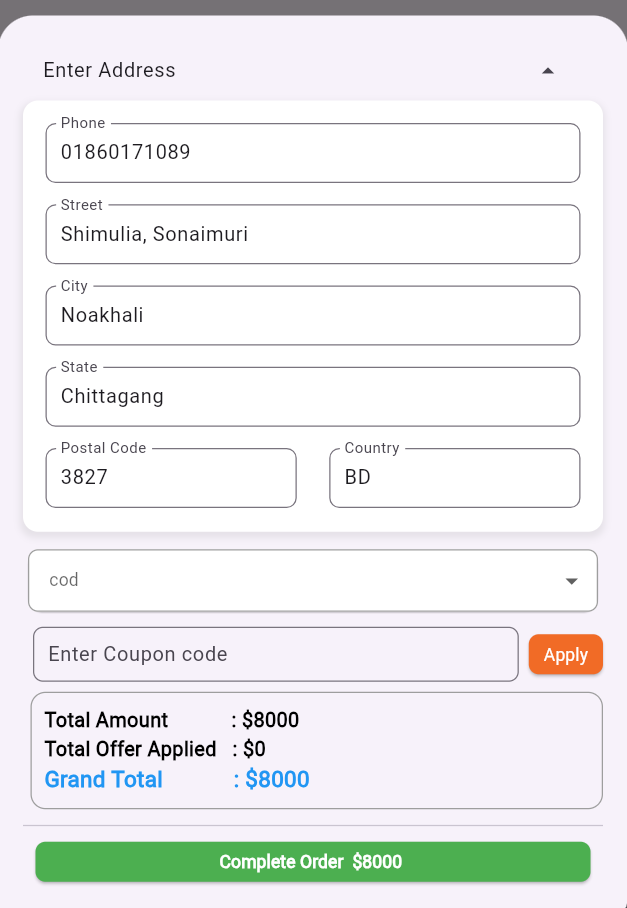 Enter Address
Phone
01860171089
Street
Shimulia, Sonaimuri
City
Noakhali
State
Chittagang
Postal Code Country
3827 BD
cod
Enter Coupon code Apply
Total Amount : $8000
Total Offer Applied : $0
Grand Total : $8000
Complete Order $8000